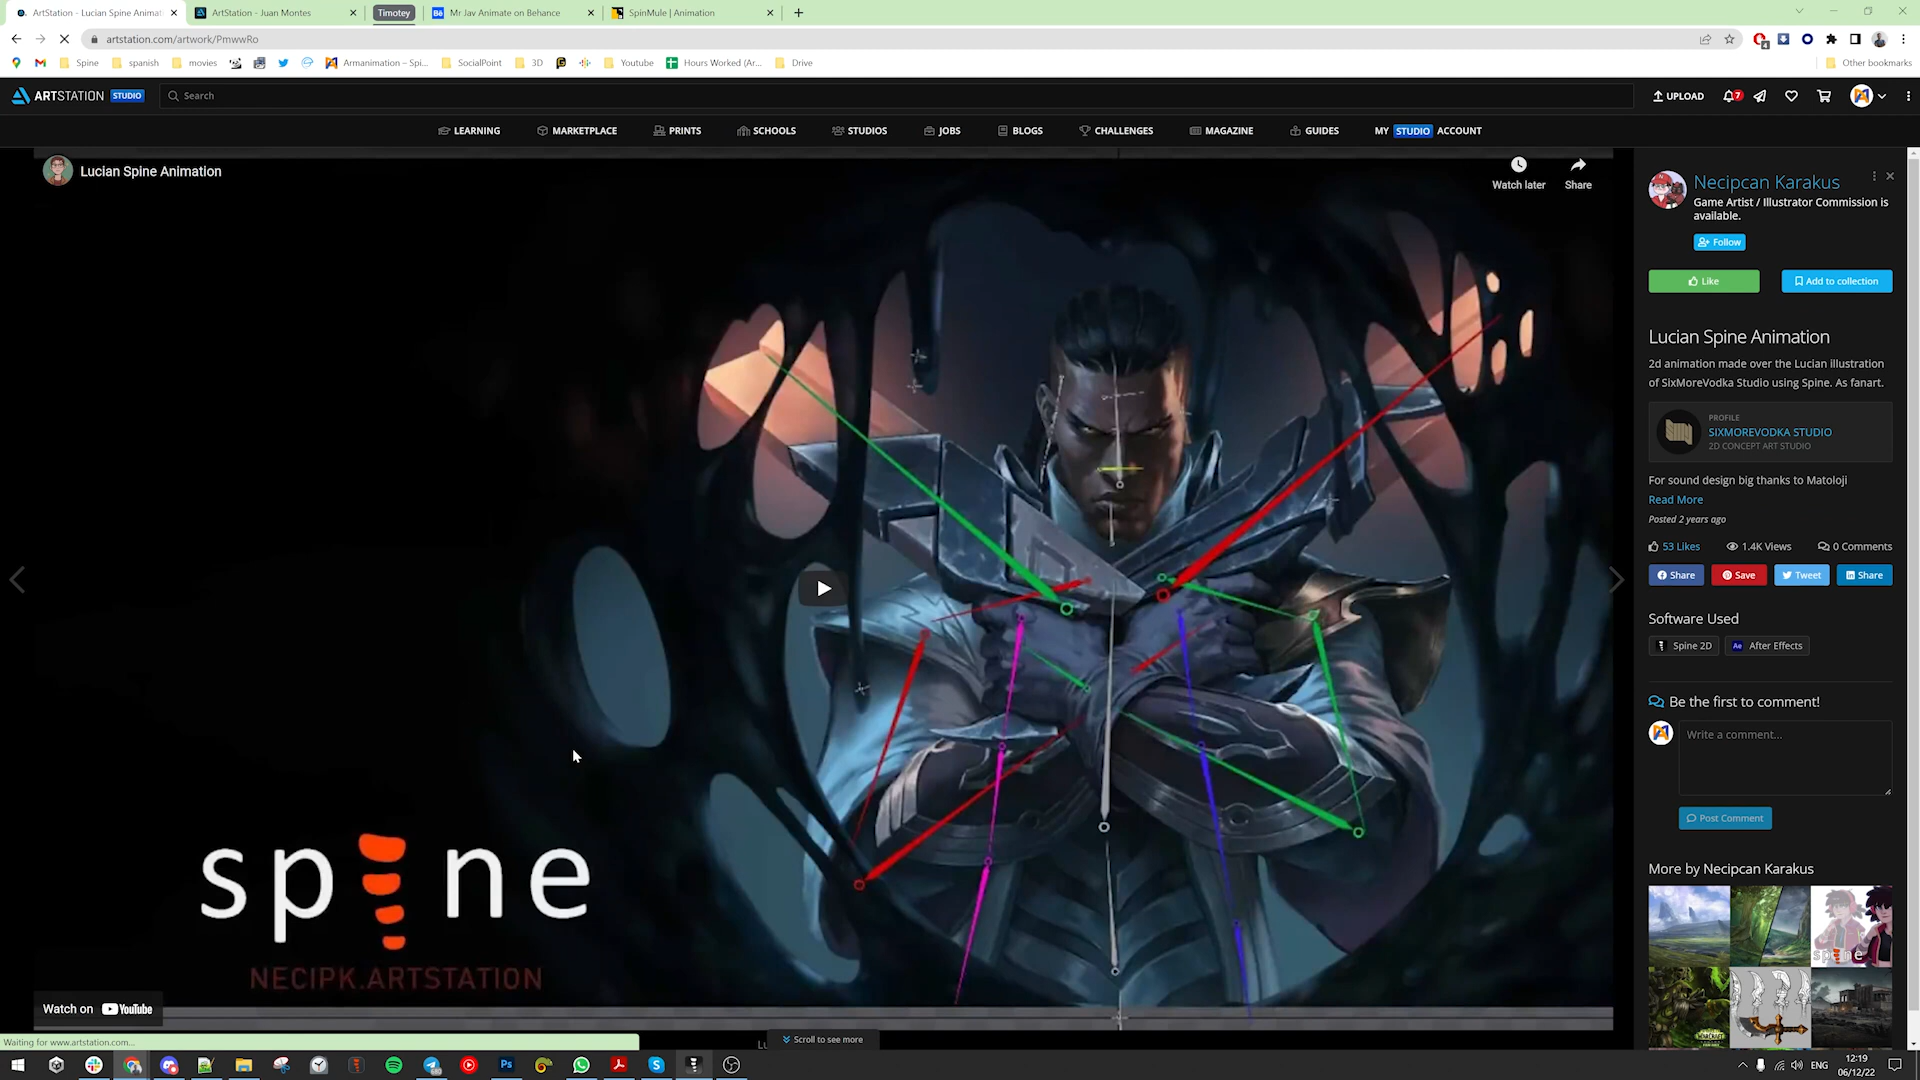 ArtStation - Lucian Spine Animat
ArtStation - Juan Montes
Timotey
Mr Jav Animate on Behance
SpinMule | Animation
artstation.com/artwork/PmwwRo
Spine
spanish
movies
Armanimation – Spi...
SocialPoint
3D
Youtube
Hours Worked (Ar...
Drive
Other bookmarks
ARTSTATION STUDIO
Search
UPLOAD
7
LEARNING
MARKETPLACE
PRINTS
SCHOOLS
STUDIOS
JOBS
BLOGS
CHALLENGES
MAGAZINE
GUIDES
MY STUDIO ACCOUNT
Lucian Spine Animation
Watch later
Share
spine
NECIPK.ARTSTATION
Watch on YouTube
Scroll to see more
Waiting for www.artstation.com...
Necipcan Karakus
Game Artist / Illustrator Commission is
available.
Follow
Like
Add to collection
Lucian Spine Animation
2d animation made over the Lucian illustration
of SixMoreVodka Studio using Spine. As fanart.
PROFILE
SIXMOREVODKA STUDIO
2D CONCEPT ART STUDIO
For sound design big thanks to Matoloji
Read More
Posted 2 years ago
53 Likes
1.4K Views
0 Comments
Share
Save
Tweet
Share
Software Used
Spine 2D
Ae After Effects
Be the first to comment!
Write a comment...
Post Comment
More by Necipcan Karakus
spine
ENG
12:19
06/12/22